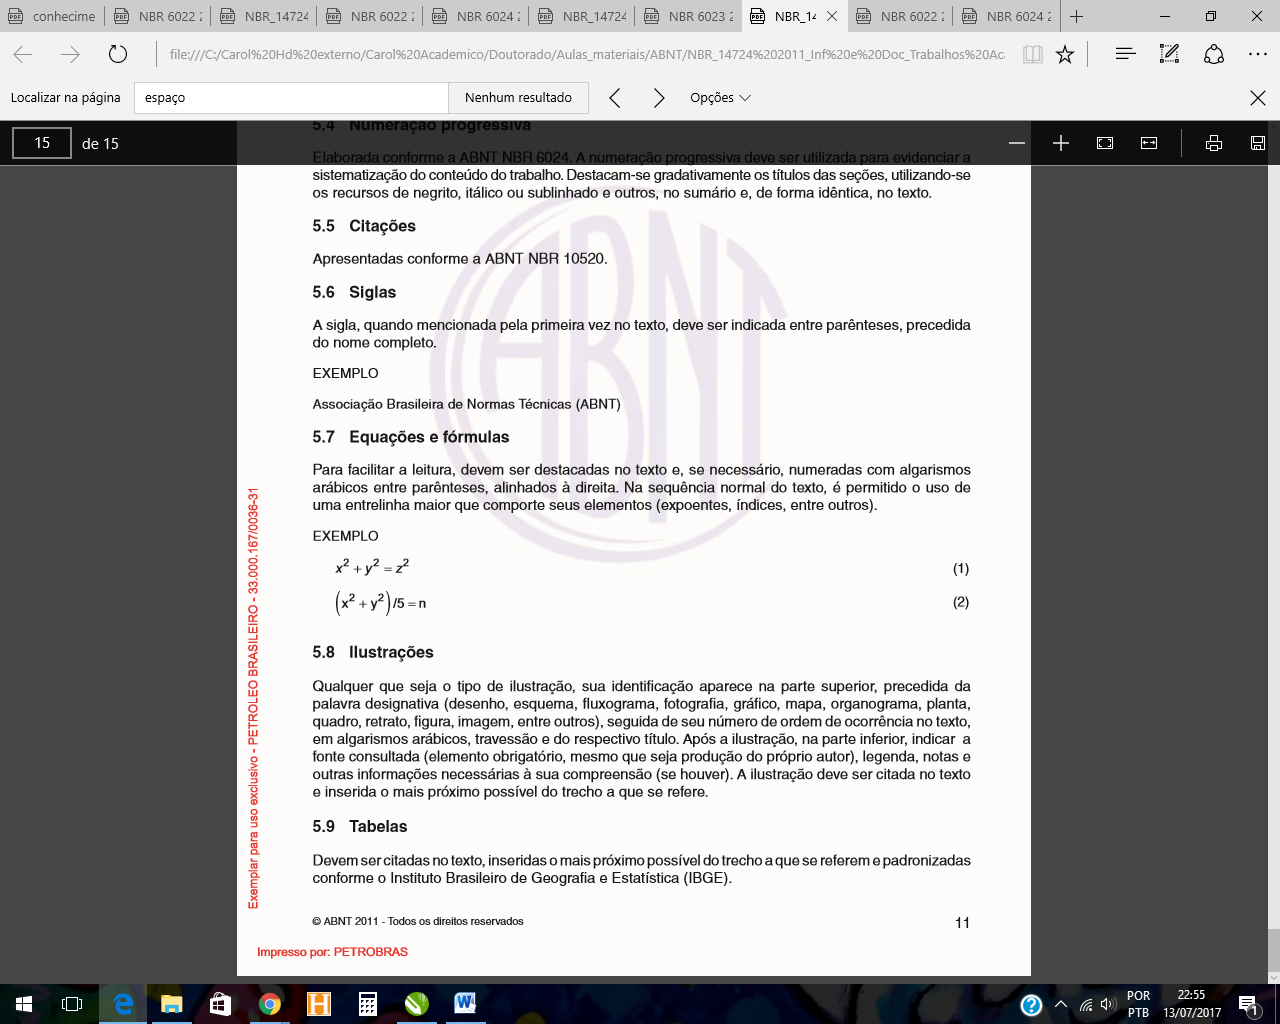 conhecime
NBR 6022 2
NBR_14724
NBR 6022 2
NBR 6024 2
NBR_14724
NBR 6023 2
NBR_14
NBR 6022 2
NBR 6024 2
file:///C:/Carol%20Hd%20externo/Carol%20Academico/Doutorado/Aulas_materiais/ABNT/NBR_14724%202011_Inf%20e%20Doc_Trabalhos%20Ac
Localizar na página
espaço
Nenhum resultado
Opções
15 de 15
5.4 Numeração progressiva
Elaborada conforme a ABNT NBR 6024. A numeração progressiva deve ser utilizada para evidenciar a
sistematização do conteúdo do trabalho. Destacam-se gradativamente os títulos das seções, utilizando-se
os recursos de negrito, itálico ou sublinhado e outros, no sumário e, de forma idêntica, no texto.
5.5 Citações
Apresentadas conforme a ABNT NBR 10520.
5.6 Siglas
A sigla, quando mencionada pela primeira vez no texto, deve ser indicada entre parênteses, precedida
do nome completo.
EXEMPLO
Associação Brasileira de Normas Técnicas (ABNT)
5.7 Equações e fórmulas
Para facilitar a leitura, devem ser destacadas no texto e, se necessário, numeradas com algarismos
arábicos entre parênteses, alinhados à direita. Na sequência normal do texto, é permitido o uso de
uma entrelinha maior que comporte seus elementos (expoentes, índices, entre outros).
EXEMPLO
x² + y² = z² (1)
(x² + y²)/5 = n (2)
5.8 Ilustrações
Qualquer que seja o tipo de ilustração, sua identificação aparece na parte superior, precedida da
palavra designativa (desenho, esquema, fluxograma, fotografia, gráfico, mapa, organograma, planta,
quadro, retrato, figura, imagem, entre outros), seguida de seu número de ordem de ocorrência no texto,
em algarismos arábicos, travessão e do respectivo título. Após a ilustração, na parte inferior, indicar a
fonte consultada (elemento obrigatório, mesmo que seja produção do próprio autor), legenda, notas e
outras informações necessárias à sua compreensão (se houver). A ilustração deve ser citada no texto
e inserida o mais próximo possível do trecho a que se refere.
5.9 Tabelas
Devem ser citadas no texto, inseridas o mais próximo possível do trecho a que se referem e padronizadas
conforme o Instituto Brasileiro de Geografia e Estatística (IBGE).
© ABNT 2011 - Todos os direitos reservados
11
Exemplar para uso exclusivo - PETROLEO BRASILEIRO - 33.000.167/0036-31
Impresso por: PETROBRAS
ABNT
POR
PTB
22:55
13/07/2017
1